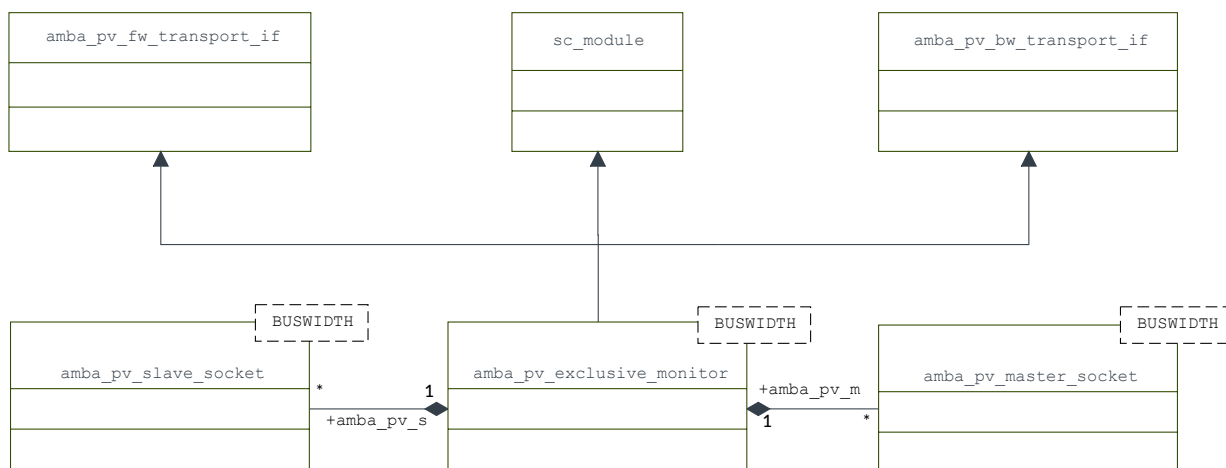 amba_pv_fw_transport_if
sc_module
amba_pv_bw_transport_if
BUSWIDTH
BUSWIDTH
BUSWIDTH
amba_pv_slave_socket
amba_pv_exclusive_monitor
amba_pv_master_socket
*
1
+amba_pv_m
+amba_pv_s
1
*